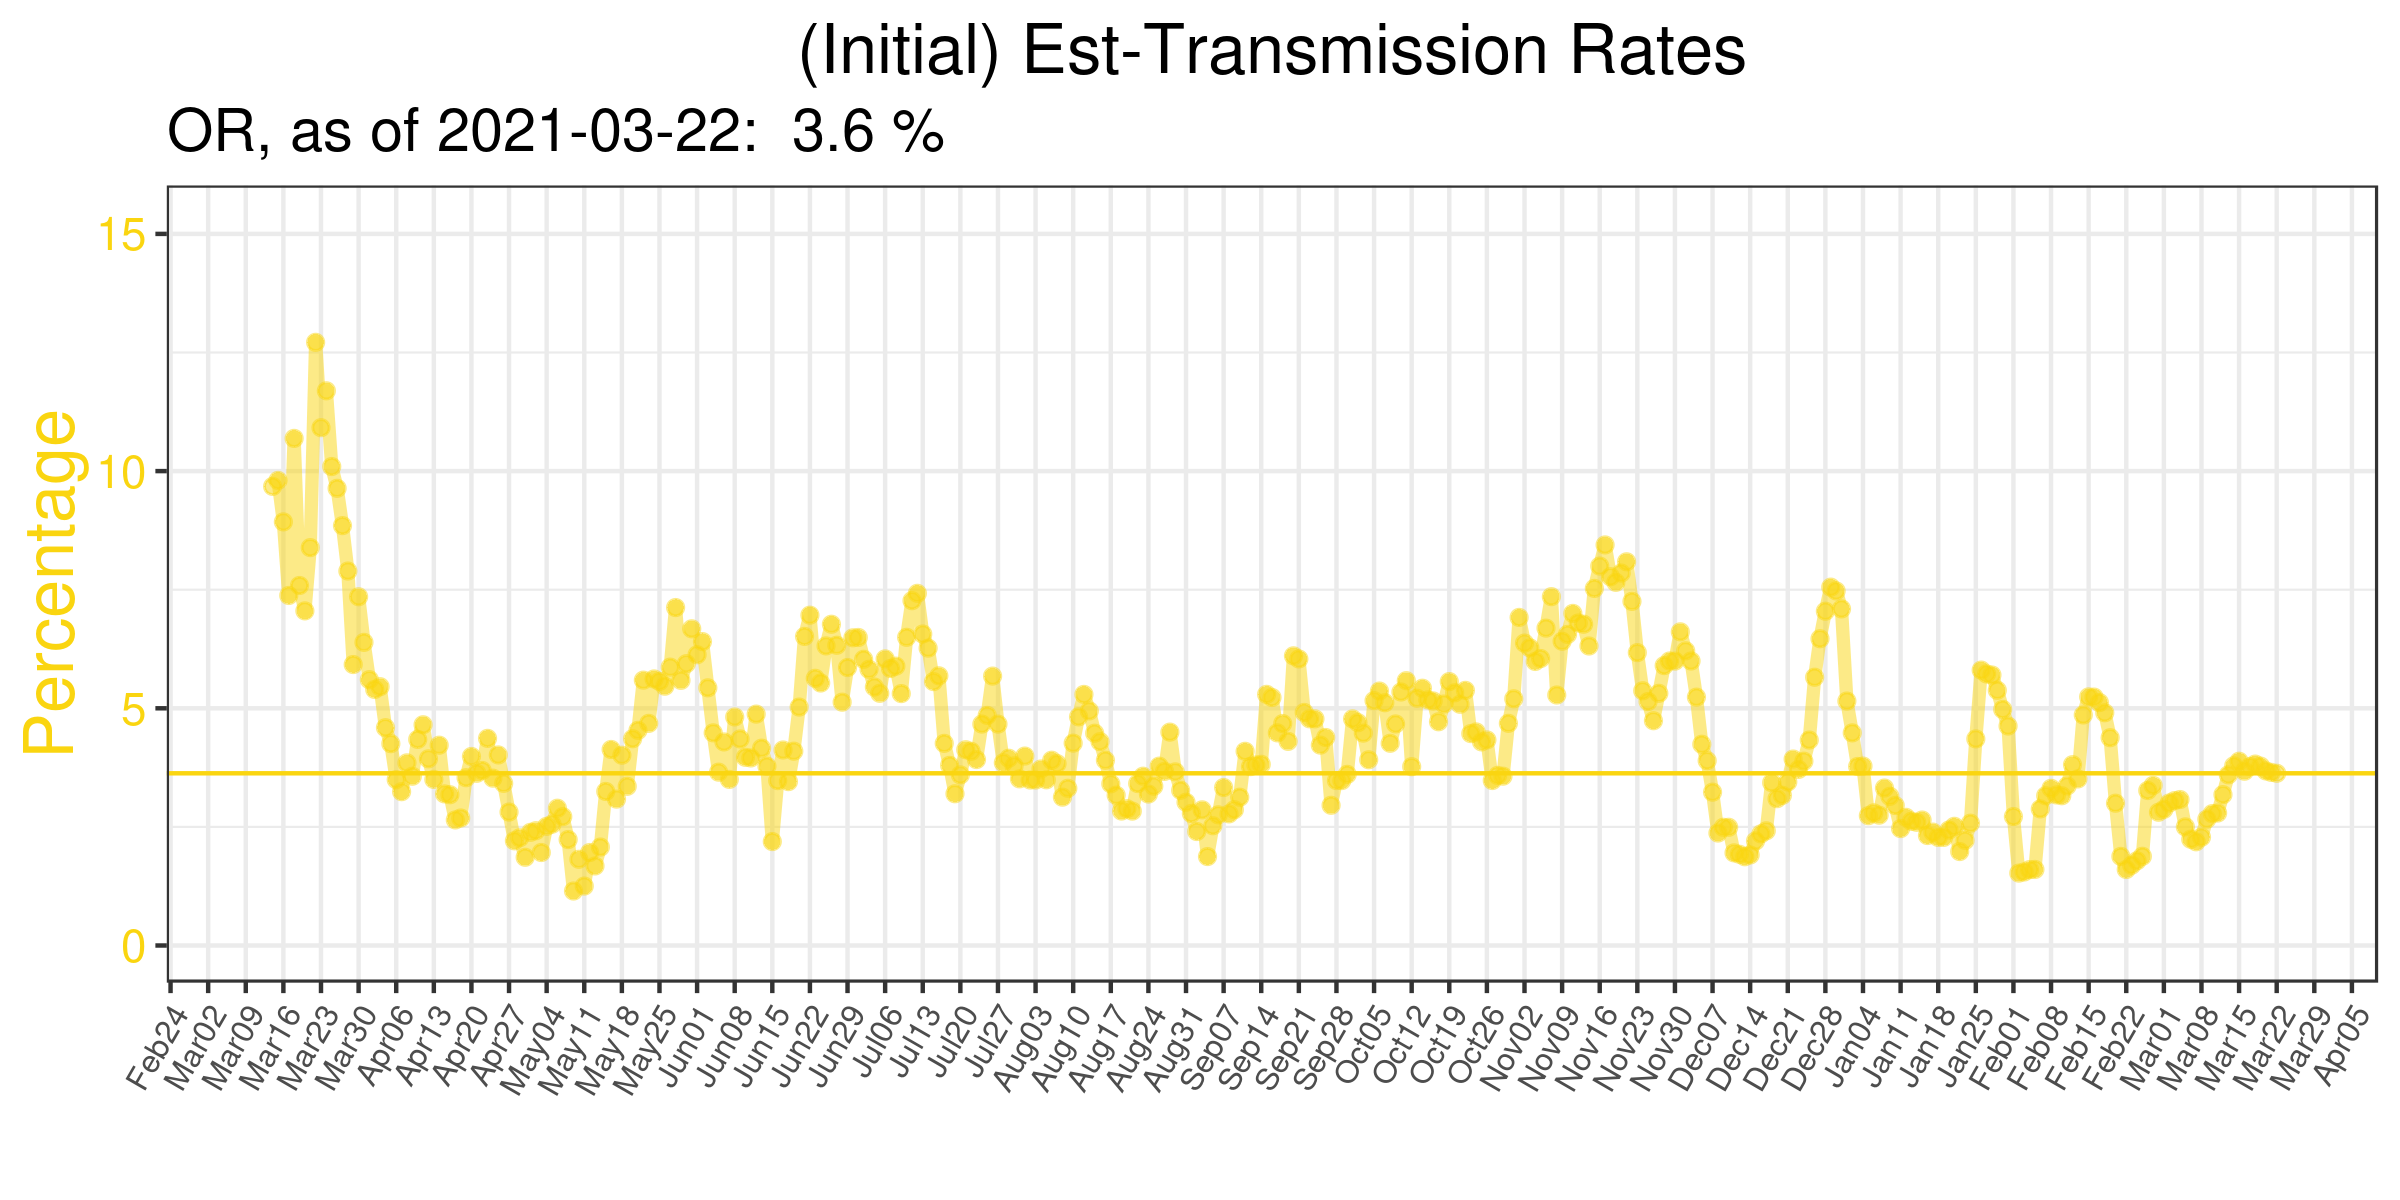 (Initial) Est-Transmission Rates
OR, as of 2021-03-22:  3.6 %
Percentage
15
10
5
0
Feb24
Mar02
Mar09
Mar16
Mar23
Mar30
Apr06
Apr13
Apr20
Apr27
May04
May11
May18
May25
Jun01
Jun08
Jun15
Jun22
Jun29
Jul06
Jul13
Jul20
Jul27
Aug03
Aug10
Aug17
Aug24
Aug31
Sep07
Sep14
Sep21
Sep28
Oct05
Oct12
Oct19
Oct26
Nov02
Nov09
Nov16
Nov23
Nov30
Dec07
Dec14
Dec21
Dec28
Jan04
Jan11
Jan18
Jan25
Feb01
Feb08
Feb15
Feb22
Mar01
Mar08
Mar15
Mar22
Mar29
Apr05